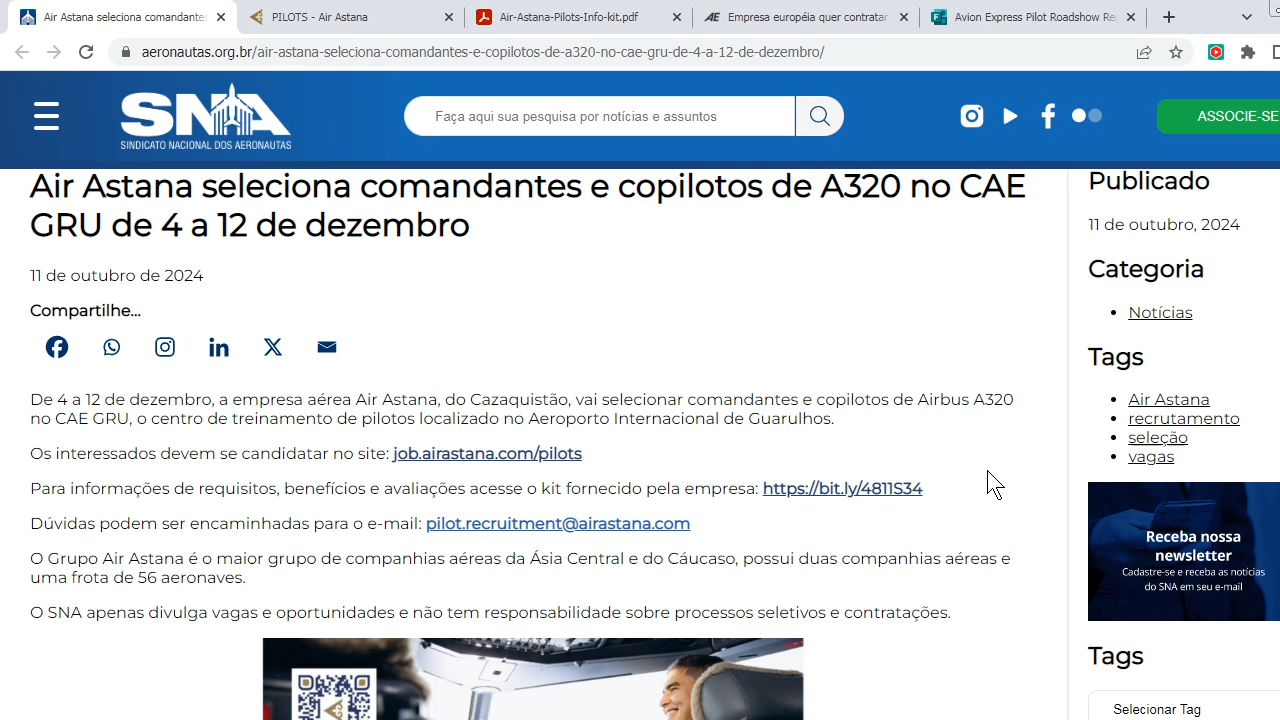 Air Astana seleciona comandantes
PILOTS - Air Astana
Air-Astana-Pilots-Info-kit.pdf
Empresa européia quer contratar
Avion Express Pilot Roadshow Re
aeronautas.org.br/air-astana-seleciona-comandantes-e-copilotos-de-a320-no-cae-gru-de-4-a-12-de-dezembro/
SNA
SINDICATO NACIONAL DOS AERONAUTAS
Faça aqui sua pesquisa por notícias e assuntos
ASSOCIE-SE
Air Astana seleciona comandantes e copilotos de A320 no CAE
GRU de 4 a 12 de dezembro
11 de outubro de 2024
Compartilhe...
De 4 a 12 de dezembro, a empresa aérea Air Astana, do Cazaquistão, vai selecionar comandantes e copilotos de Airbus A320
no CAE GRU, o centro de treinamento de pilotos localizado no Aeroporto Internacional de Guarulhos.
Os interessados devem se candidatar no site: job.airastana.com/pilots
Para informações de requisitos, benefícios e avaliações acesse o kit fornecido pela empresa: https://bit.ly/4811S34
Dúvidas podem ser encaminhadas para o e-mail: pilot.recruitment@airastana.com
O Grupo Air Astana é o maior grupo de companhias aéreas da Ásia Central e do Cáucaso, possui duas companhias aéreas e
uma frota de 56 aeronaves.
O SNA apenas divulga vagas e oportunidades e não tem responsabilidade sobre processos seletivos e contratações.
Publicado
11 de outubro, 2024
Categoria
Notícias
Tags
Air Astana
recrutamento
seleção
vagas
Receba nossa
newsletter
Cadastre-se e receba as notícias
do SNA em seu e-mail
Tags
Selecionar Tag